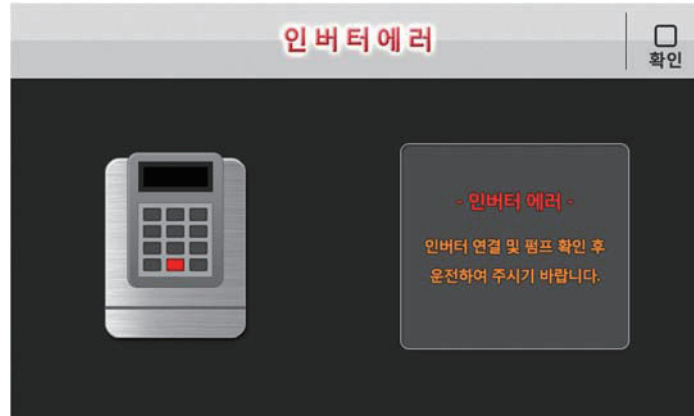 인버터에러
확인
- 인버터 에러 -
인버터 연결 및 펌프 확인 후
운전하여 주시기 바랍니다.